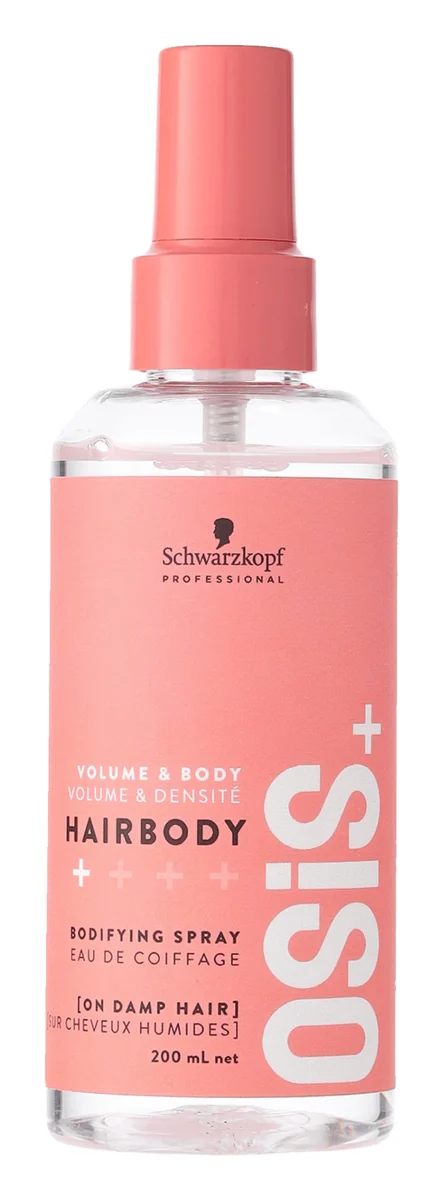 Schwarzkopf
PROFESSIONAL
VOLUME & BODY
VOLUME & DENSITÉ
HAIRBODY
+ + + +
BODIFYING SPRAY
EAU DE COIFFAGE
[ON DAMP HAIR]
[SUR CHEVEUX HUMIDES]
200 mL net
OSiS+